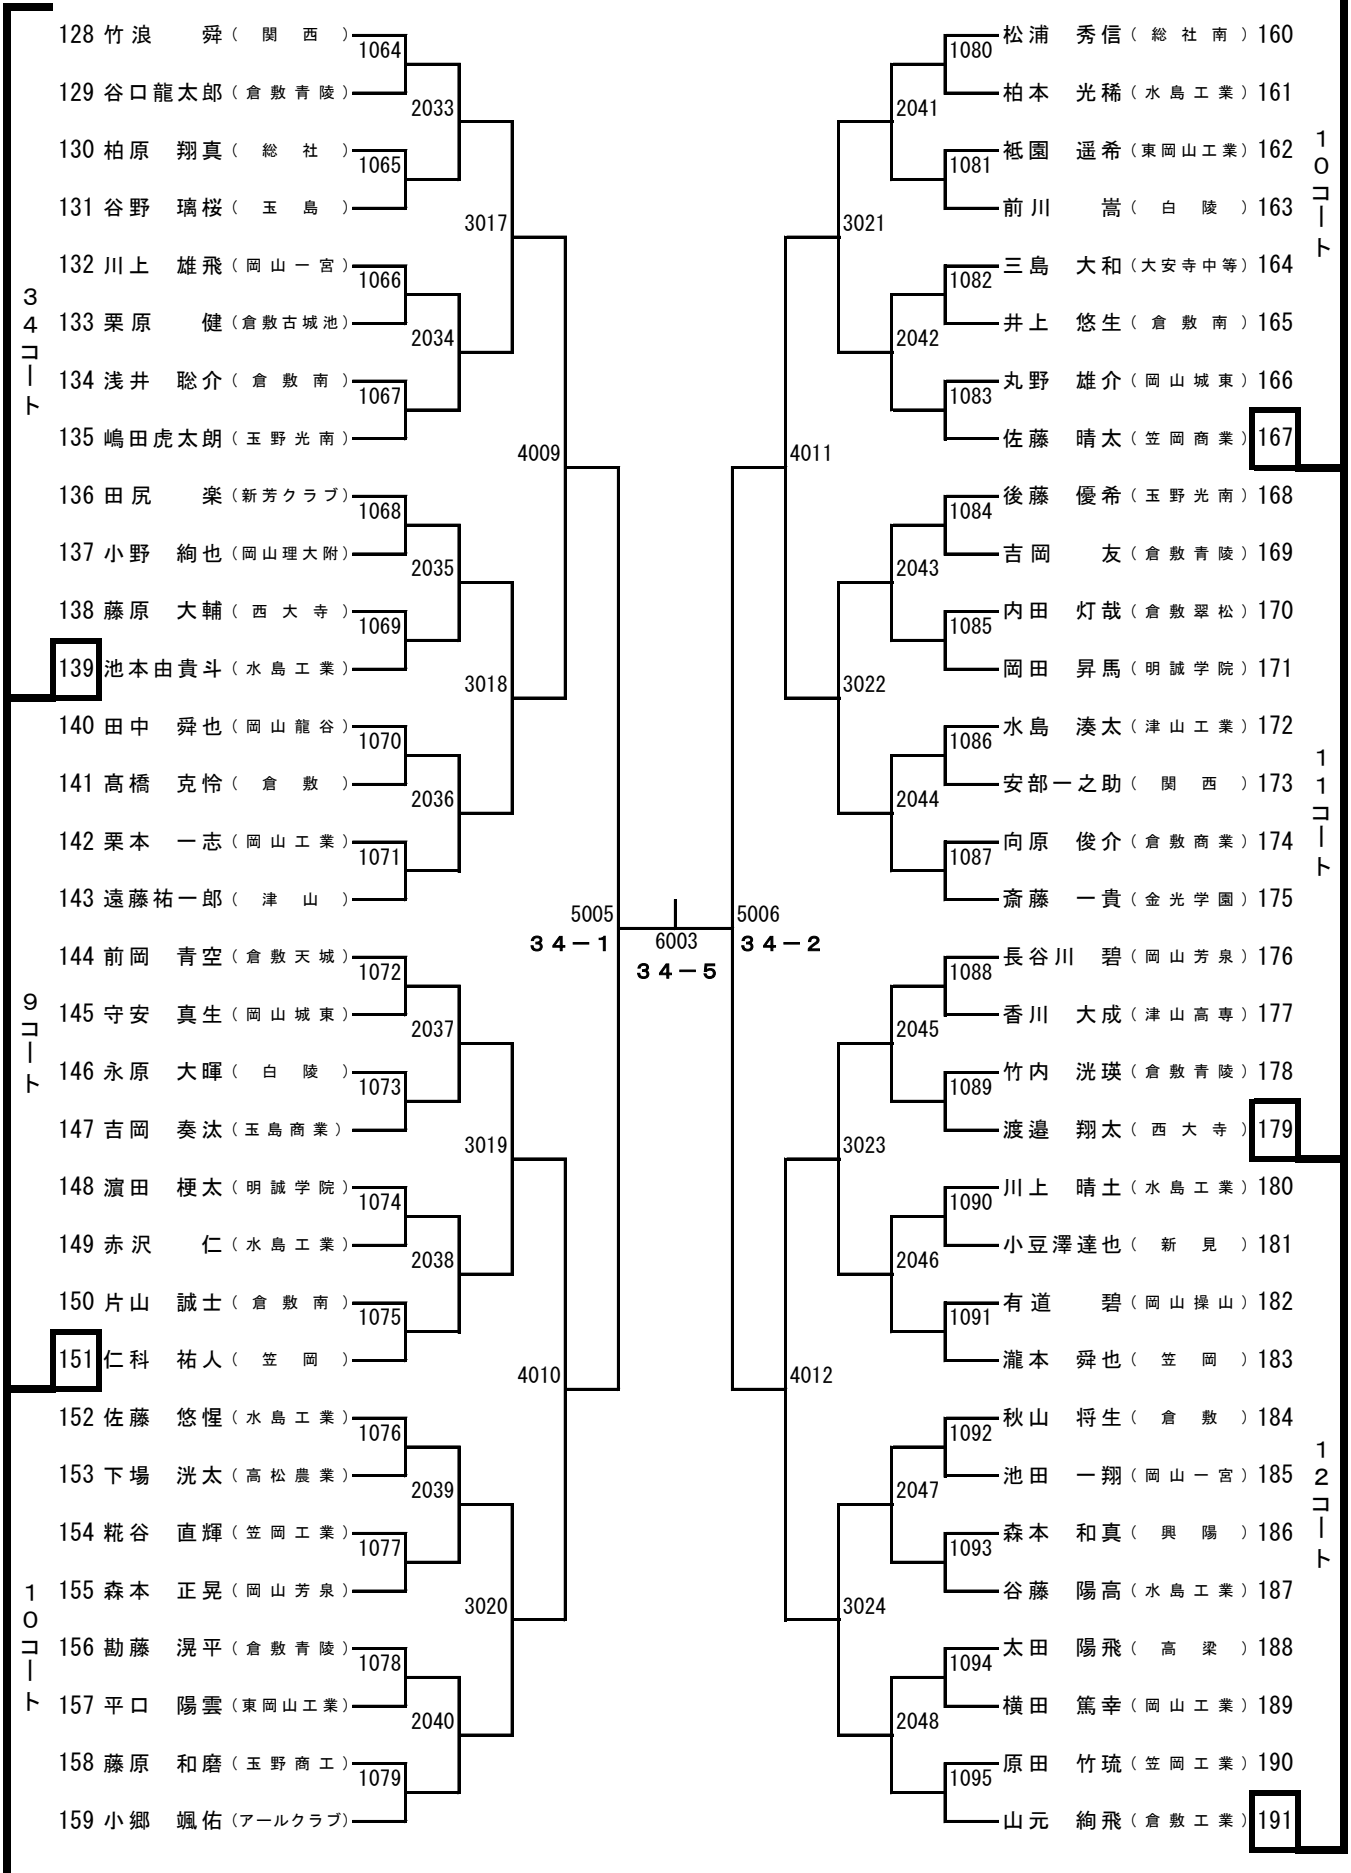 34コート
9コート
10コート
128 竹浪 舜 (関西)
129 谷口龍太郎 (倉敷青陵)
130 柏原 翔真 (総社)
131 谷野 璃桜 (玉島)
132 川上 雄飛 (岡山一宮)
133 栗原 健 (倉敷古城池)
134 浅井 聡介 (倉敷南)
135 嶋田虎太朗 (玉野光南)
136 田尻 楽 (新芳クラブ)
137 小野 絢也 (岡山理大附)
138 藤原 大輔 (西大寺)
139 池本由貴斗 (水島工業)
140 田中 舜也 (岡山龍谷)
141 髙橋 克怜 (倉敷)
142 栗本 一志 (岡山工業)
143 遠藤祐一郎 (津山)
144 前岡 青空 (倉敷天城)
145 守安 真生 (岡山城東)
146 永原 大暉 (白陵)
147 吉岡 奏汰 (玉島商業)
148 濵田 梗太 (明誠学院)
149 赤沢 仁 (水島工業)
150 片山 誠士 (倉敷南)
151 仁科 祐人 (笠岡)
152 佐藤 悠惺 (水島工業)
153 下場 洸太 (高松農業)
154 糀谷 直輝 (笠岡工業)
155 森本 正晃 (岡山芳泉)
156 勘藤 滉平 (倉敷青陵)
157 平口 陽雲 (東岡山工業)
158 藤原 和磨 (玉野商工)
159 小郷 颯佑 (アールクラブ)
1064
1065
1066
1067
1068
1069
1070
1071
1072
1073
1074
1075
1076
1077
1078
1079
2033
2034
2035
2036
2037
2038
2039
2040
3017
3018
3019
3020
4009
4010
5005
34－1
6003
34－5
5006
34－2
4011
4012
3021
3022
3023
3024
2041
2042
2043
2044
2045
2046
2047
2048
1080
1081
1082
1083
1084
1085
1086
1087
1088
1089
1090
1091
1092
1093
1094
1095
松浦 秀信 (総社南) 160
柏本 光稀 (水島工業) 161
祗園 遥希 (東岡山工業) 162
前川 嵩 (白陵) 163
三島 大和 (大安寺中等) 164
井上 悠生 (倉敷南) 165
丸野 雄介 (岡山城東) 166
佐藤 晴太 (笠岡商業) 167
後藤 優希 (玉野光南) 168
吉岡 友 (倉敷青陵) 169
内田 灯哉 (倉敷翠松) 170
岡田 昇馬 (明誠学院) 171
水島 湊太 (津山工業) 172
安部一之助 (関西) 173
向原 俊介 (倉敷商業) 174
斎藤 一貴 (金光学園) 175
長谷川 碧 (岡山芳泉) 176
香川 大成 (津山高専) 177
竹内 洸瑛 (倉敷青陵) 178
渡邉 翔太 (西大寺) 179
川上 晴土 (水島工業) 180
小豆澤達也 (新見) 181
有道 碧 (岡山操山) 182
瀧本 舜也 (笠岡) 183
秋山 将生 (倉敷) 184
池田 一翔 (岡山一宮) 185
森本 和真 (興陽) 186
谷藤 陽高 (水島工業) 187
太田 陽飛 (高梁) 188
横田 篤幸 (岡山工業) 189
原田 竹琉 (笠岡工業) 190
山元 絢飛 (倉敷工業) 191
10コート
11コート
12コート